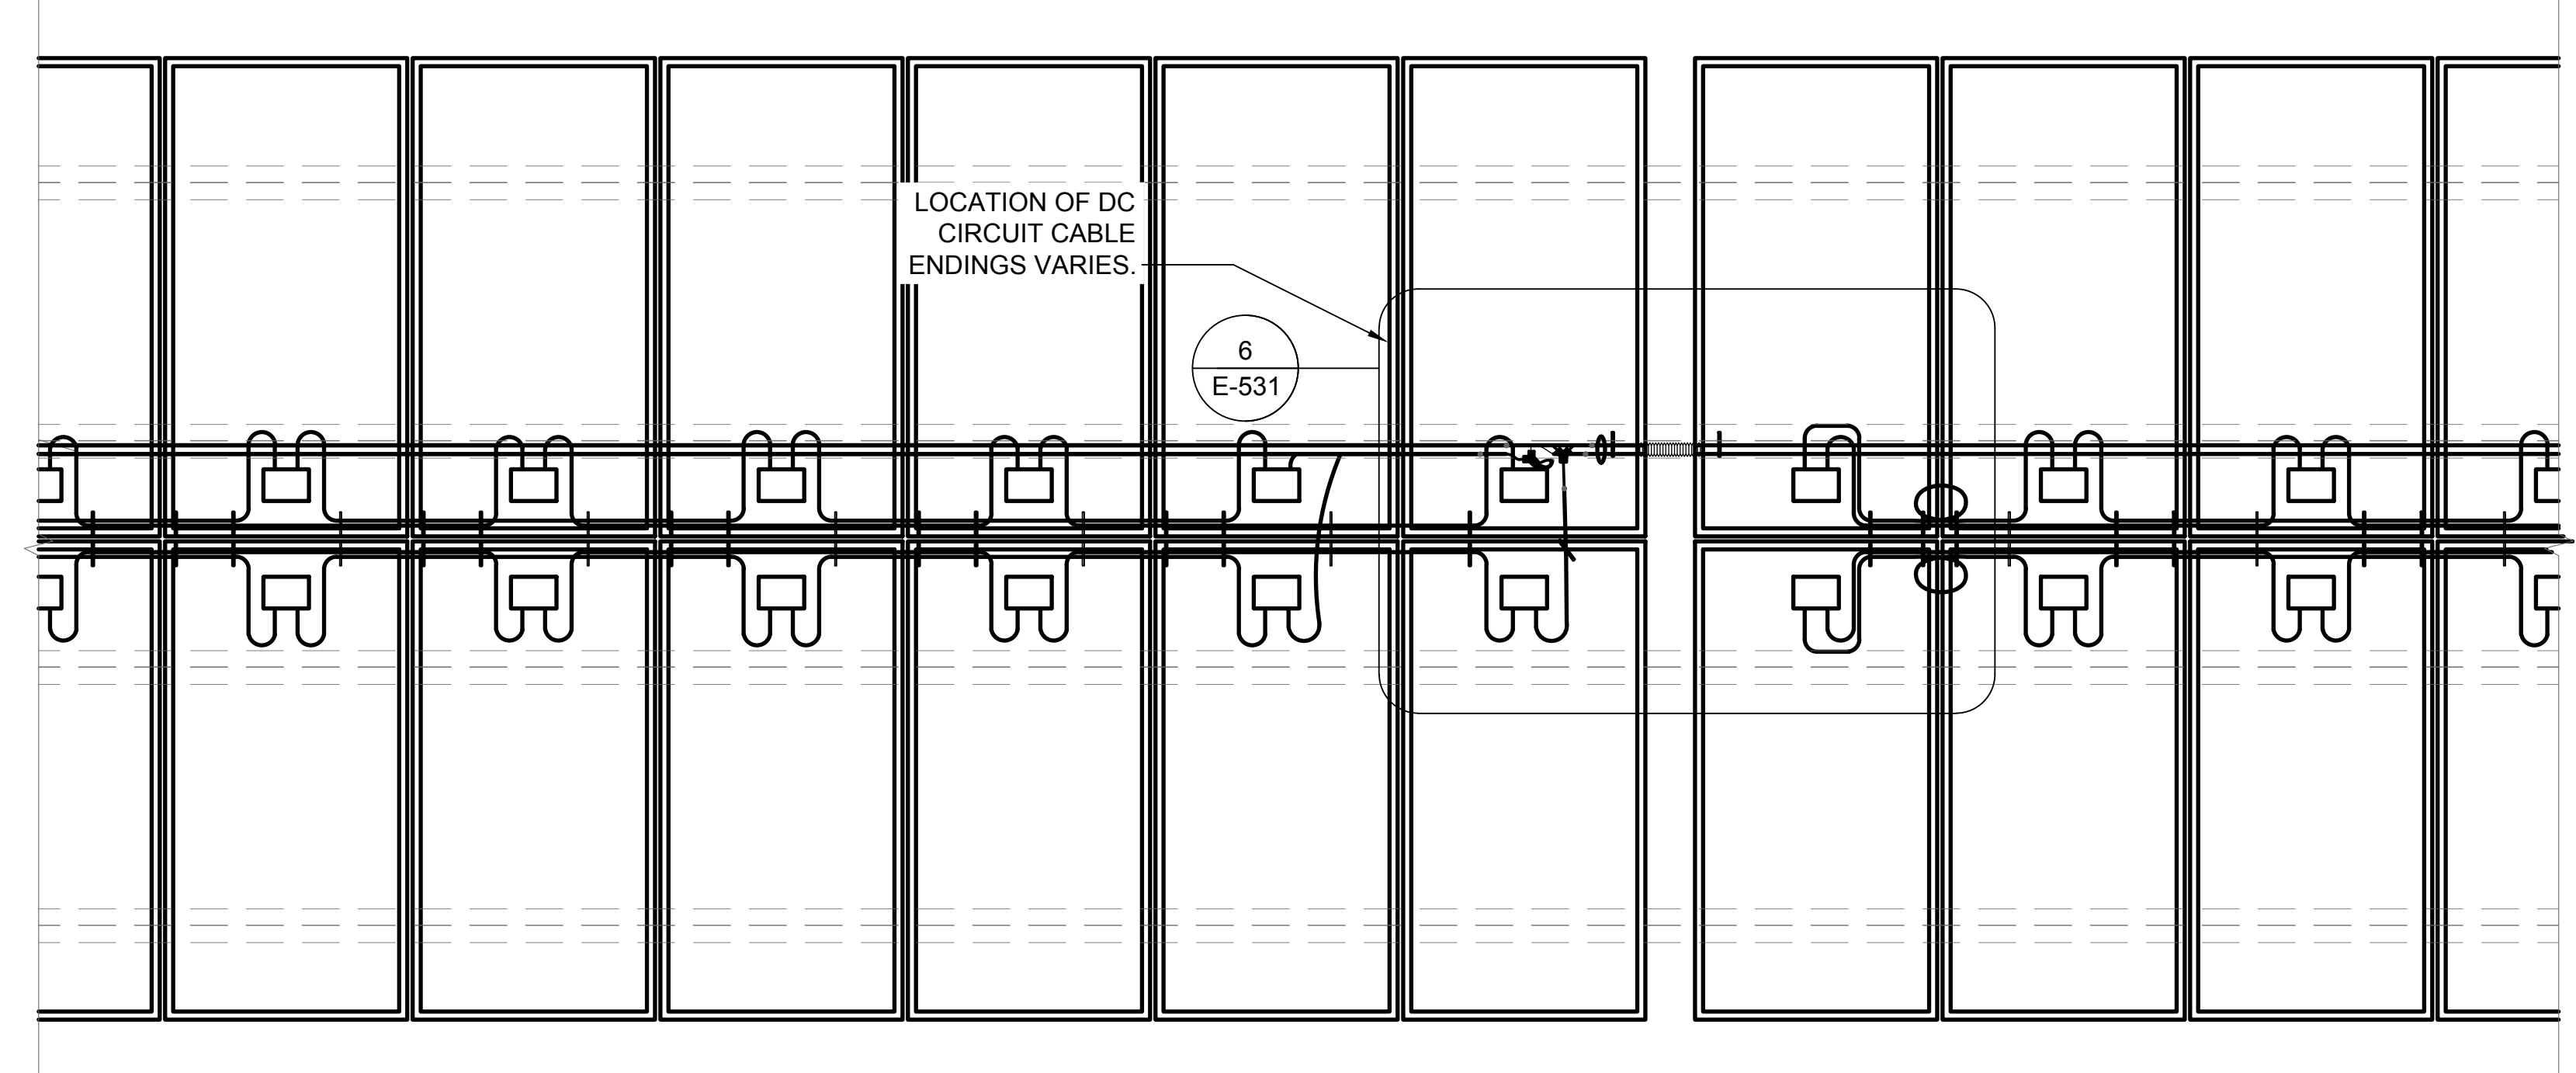 LOCATION OF DC
CIRCUIT CABLE
ENDINGS VARIES.
6
E-531